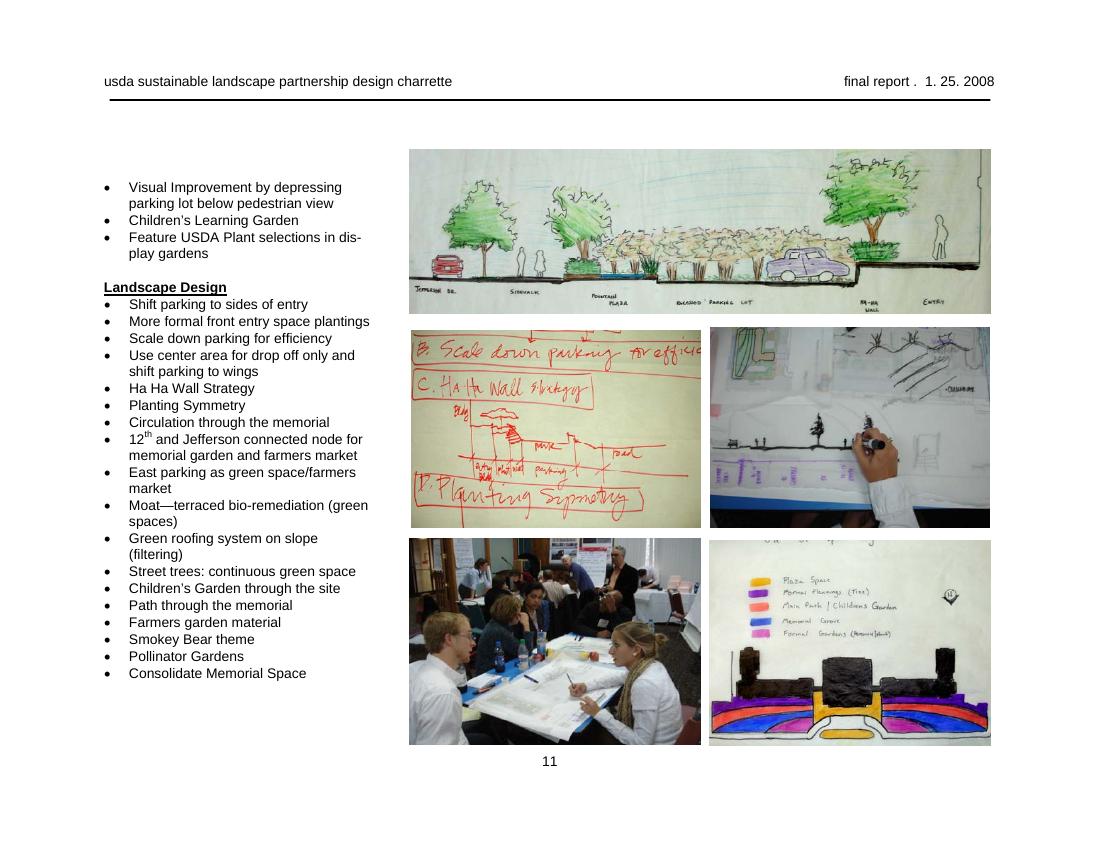 usda sustainable landscape partnership design charrette final report . 1. 25. 2008
• Visual Improvement by depressing
parking lot below pedestrian view
• Children’s Learning Garden
• Feature USDA Plant selections in dis-
play gardens
Landscape Design
• Shift parking to sides of entry
• More formal front entry space plantings
• Scale down parking for efficiency
• Use center area for drop off only and
shift parking to wings
• Ha Ha Wall Strategy
• Planting Symmetry
• Circulation through the memorial
• 12th and Jefferson connected node for
memorial garden and farmers market
• East parking as green space/farmers
market
• Moat—terraced bio-remediation (green
spaces)
• Green roofing system on slope
(filtering)
• Street trees: continuous green space
• Children’s Garden through the site
• Path through the memorial
• Farmers garden material
• Smokey Bear theme
• Pollinator Gardens
• Consolidate Memorial Space
JEFFERSON DR. SIDEWALK FOUNTAIN PLAZA RECESSED PARKING LOT HA-HA WALL ENTRY
B. Scale down parking for effic
C. Ha Ha Wall strategy
Bldg
park
road
parking
D. Planting Symmetry
Plaza Space
Formal Plantings (Tree)
Main Path / Childrens Garden
Memorial Grove
Formal Gardens
11